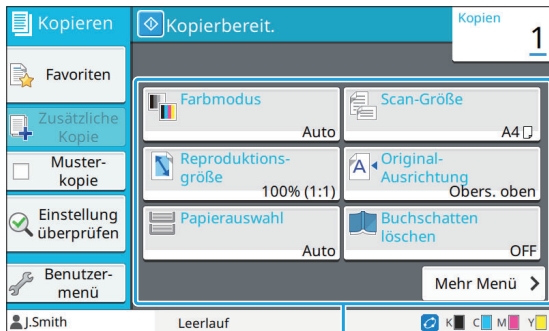 Kopieren
Kopierbereit.
Kopien
1
Favoriten
Zusätzliche
Kopie
Muster-
kopie
Einstellung
überprüfen
Benutzer-
menü
Farbmodus
Auto
Scan-Größe
A4
Reproduktions-
größe
100% (1:1)
Original-
Ausrichtung
Obers. oben
Papierauswahl
Auto
Buchschatten
löschen
OFF
Mehr Menü
J.Smith
Leerlauf
K C M Y